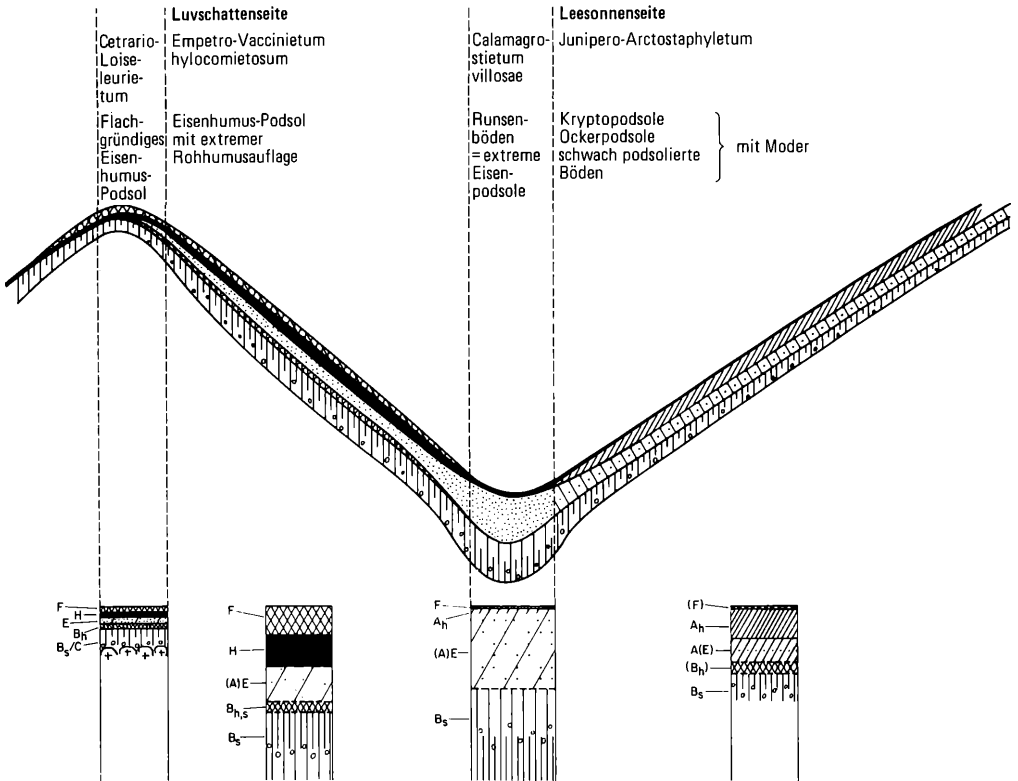 Luvschattenseite
Leesonnenseite
Cetrario-
Loise-
leurie-
tum
Empetro-Vaccinietum
hylocomietosum
Calamagro-
stietum
villosae
Junipero-Arctostaphyletum
Flach-
gründiges
Eisen-
humus-
Podsol
Eisenhumus-Podsol
mit extremer
Rohhumusauflage
Runsen-
böden
= extreme
Eisen-
podsole
Kryptopodsole
Ockerpodsole
schwach podsolierte
Böden
mit Moder
F
H
E
Bh
Bs/C
F
H
(A)E
Bh,s
Bs
F
Ah
(A)E
Bs
(F)
Ah
A(E)
(Bh)
Bs